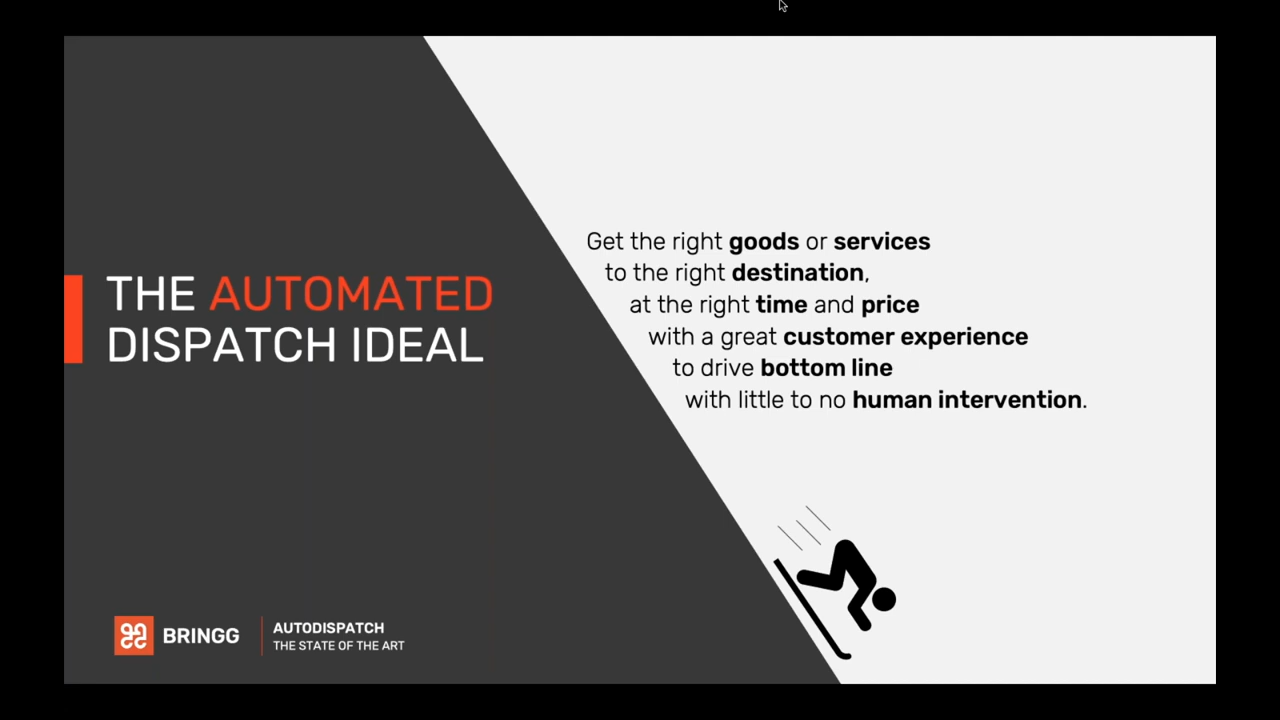 THE AUTOMATED
DISPATCH IDEAL
Get the right goods or services
to the right destination,
at the right time and price
with a great customer experience
to drive bottom line
with little to no human intervention.
BRINGG
AUTODISPATCH
THE STATE OF THE ART